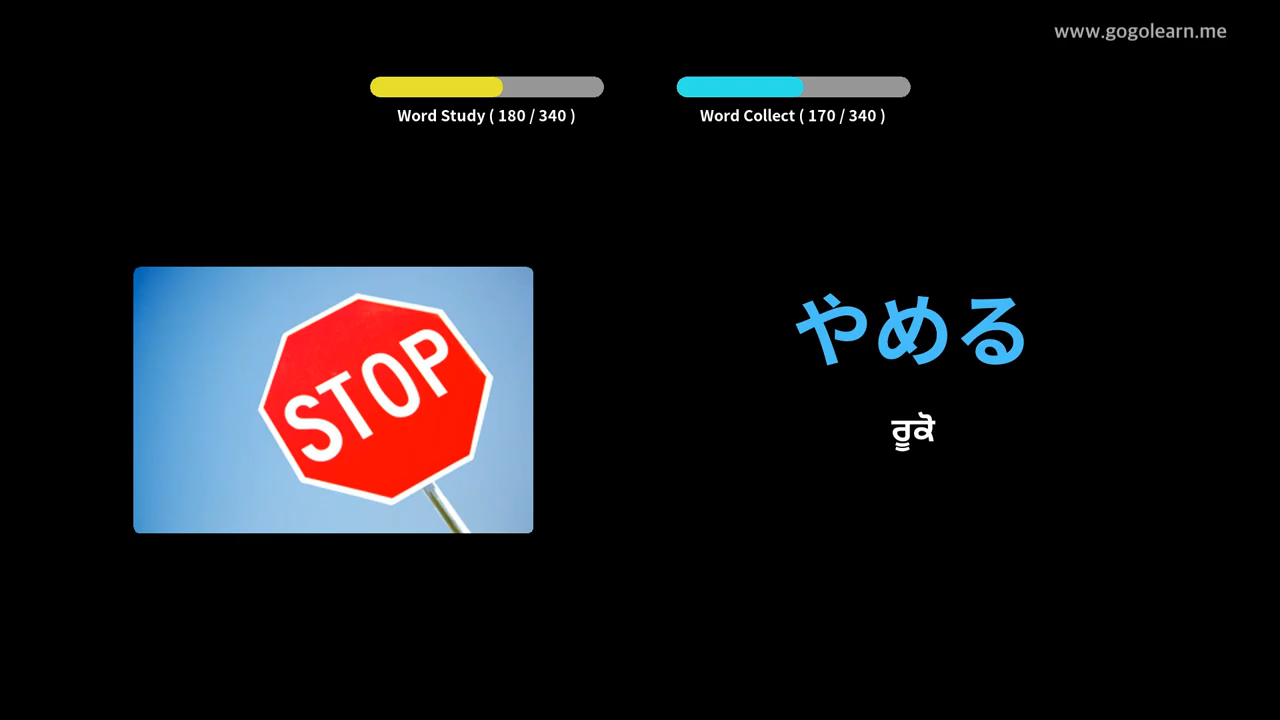 www.gogolearn.me
Word Study ( 180 / 340 )
Word Collect ( 170 / 340 )
STOP
やめる
ਰੂਕੋ